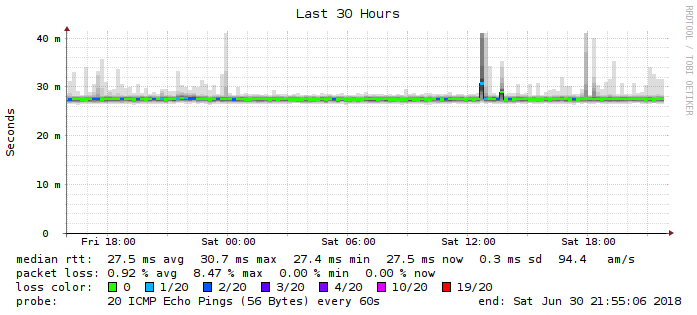 Last 30 Hours
RRDTOOL / TOBI OETIKER
Seconds
40 m
30 m
20 m
10 m
0
Fri 18:00 Sat 00:00 Sat 06:00 Sat 12:00 Sat 18:00
median rtt: 27.5 ms avg 30.7 ms max 27.4 ms min 27.5 ms now 0.3 ms sd 94.4 am/s
packet loss: 0.92 % avg 8.47 % max 0.00 % min 0.00 % now
loss color: 0 1/20 2/20 3/20 4/20 10/20 19/20
probe: 20 ICMP Echo Pings (56 Bytes) every 60s end: Sat Jun 30 21:55:06 2018